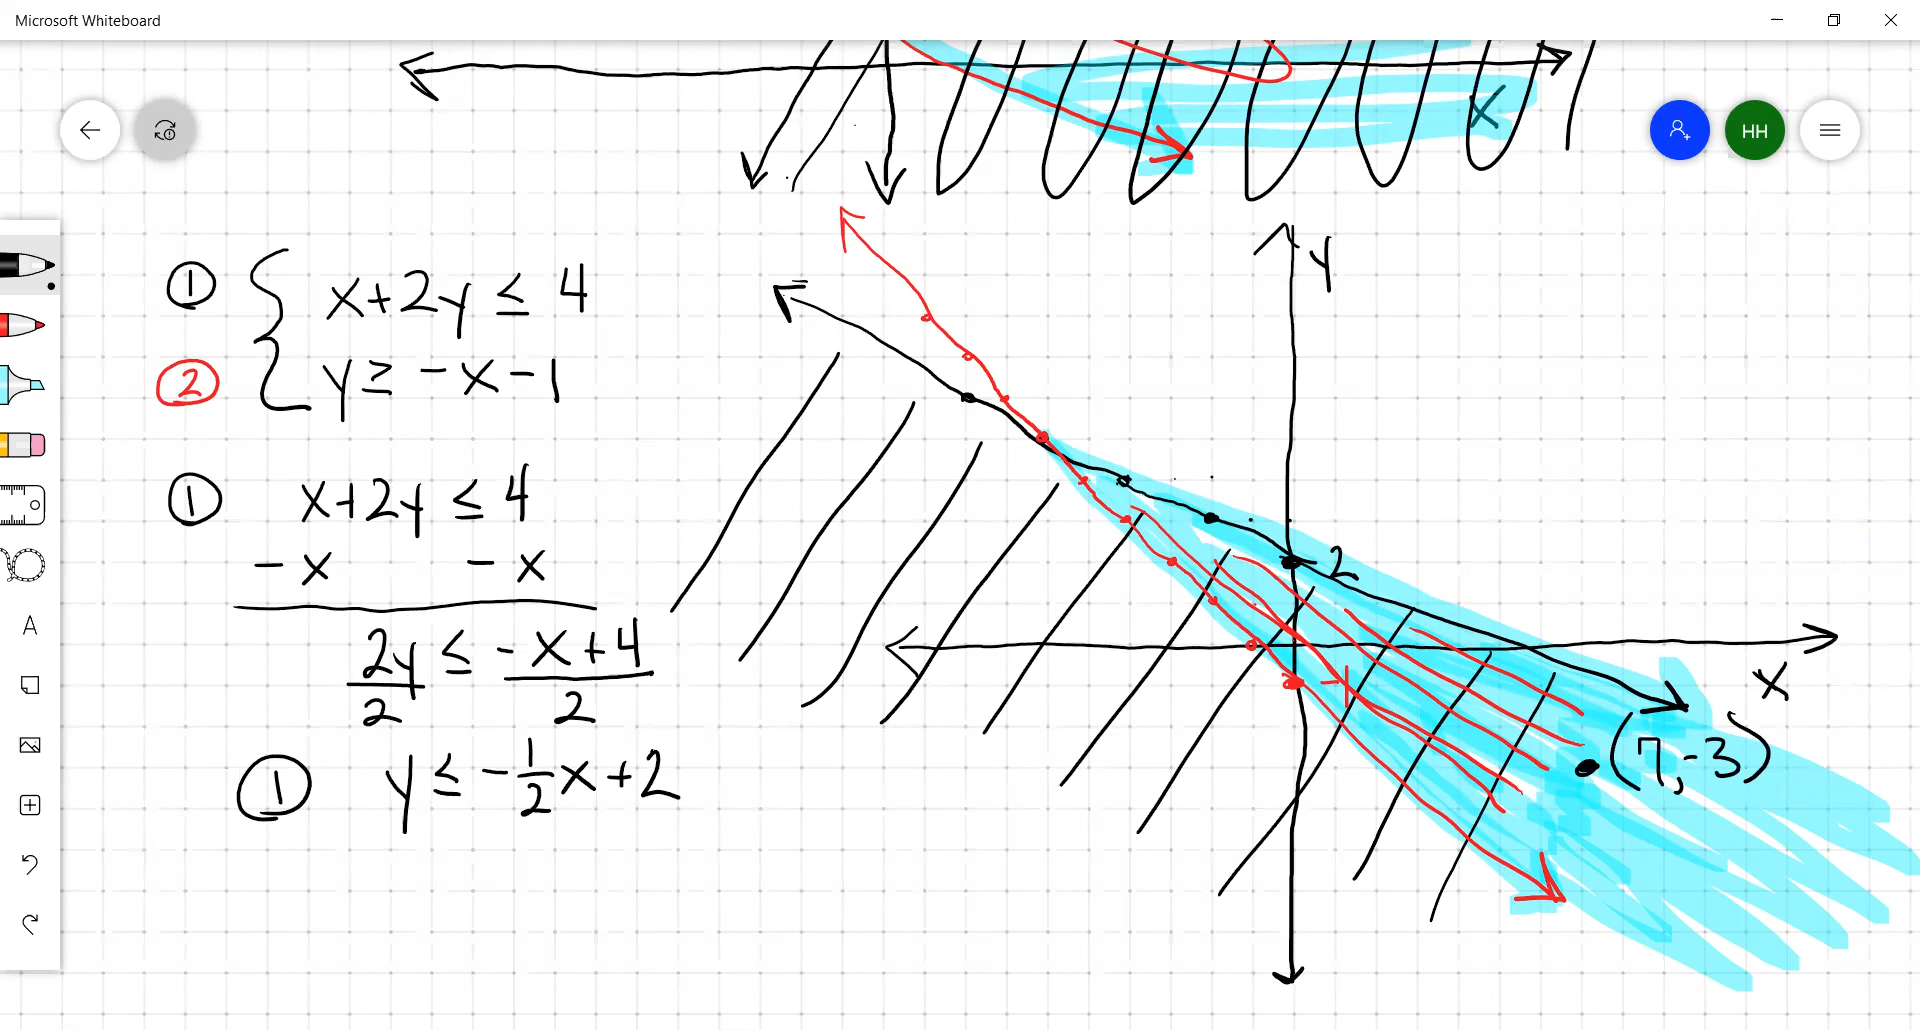 Microsoft Whiteboard
X
HH
① x+2y ≤ 4
② y ≥ -x-1
y
① x+2y ≤ 4
-x -x
2y ≤ -x+4
2 2
① y ≤ -1/2x+2
2
-1
x
(7,-3)
A